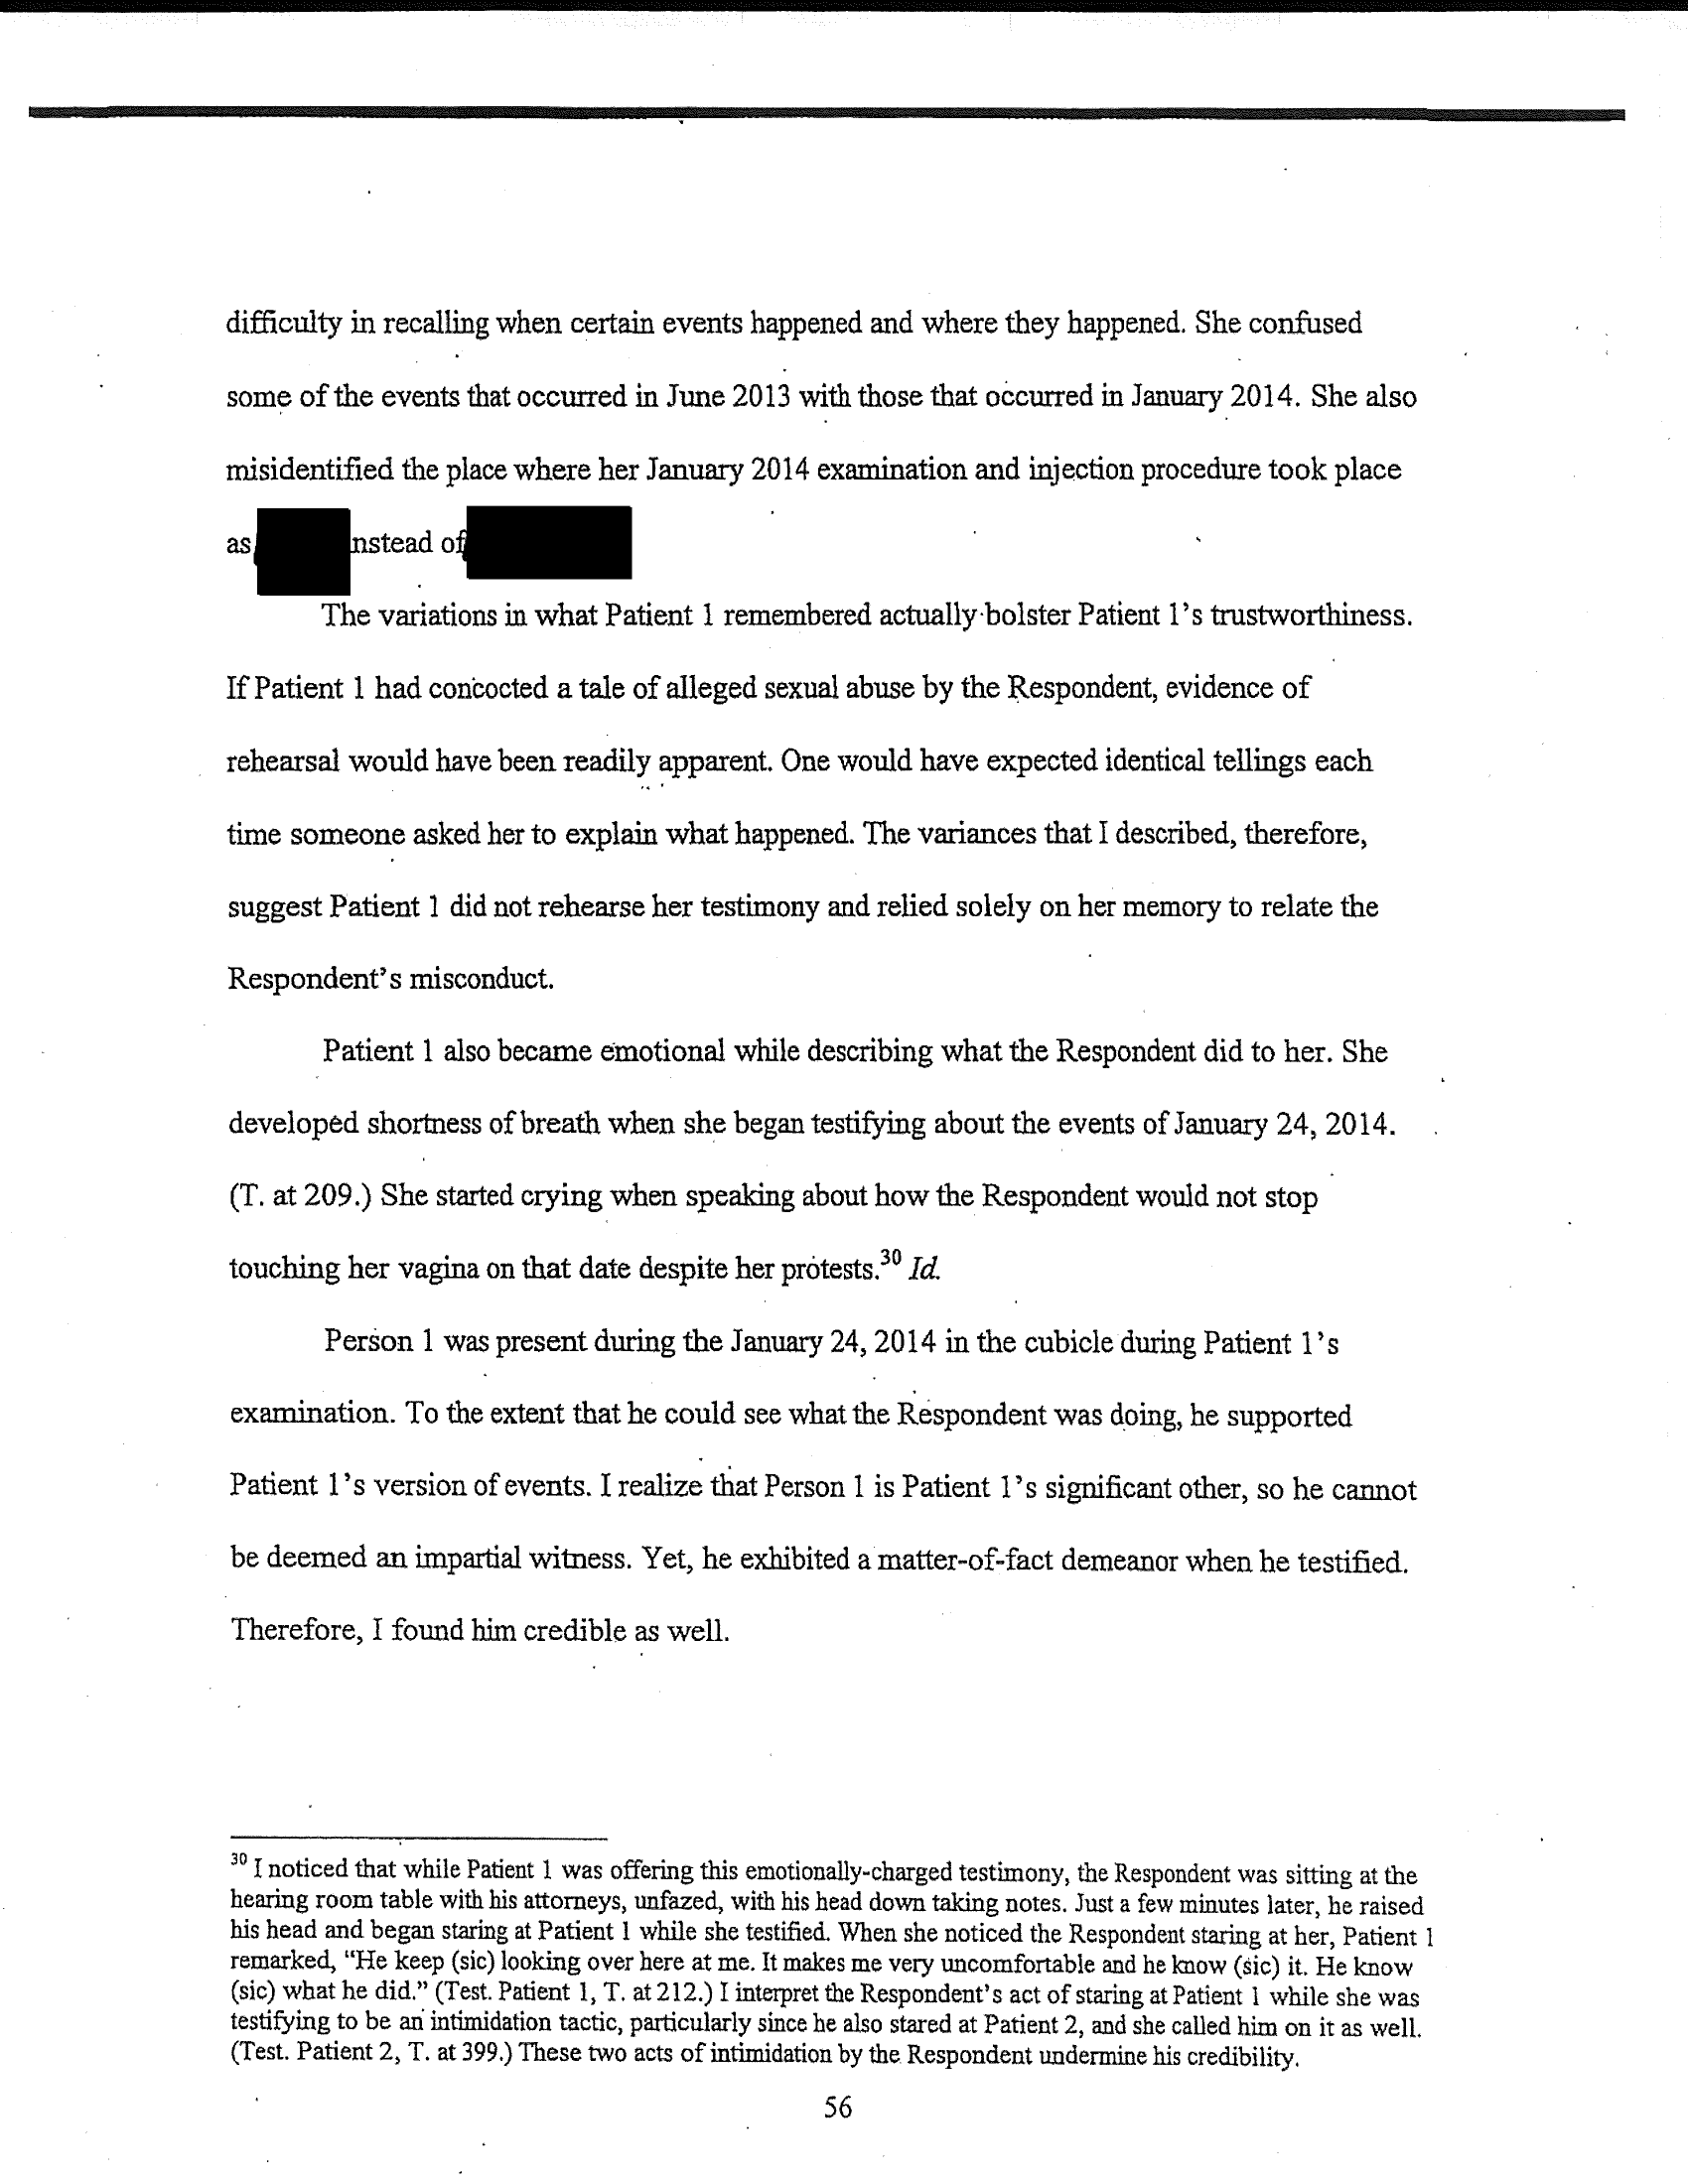 difficulty in recalling when certain events happened and where they happened. She confused
some of the events that occurred in June 2013 with those that occurred in January 2014. She also
misidentified the place where her January 2014 examination and injection procedure took place
as nstead of
The variations in what Patient 1 remembered actually bolster Patient 1's trustworthiness.
If Patient 1 had concocted a tale of alleged sexual abuse by the Respondent, evidence of
rehearsal would have been readily apparent. One would have expected identical tellings each
time someone asked her to explain what happened. The variances that I described, therefore,
suggest Patient 1 did not rehearse her testimony and relied solely on her memory to relate the
Respondent's misconduct.
Patient 1 also became emotional while describing what the Respondent did to her. She
developed shortness of breath when she began testifying about the events of January 24, 2014.
(T. at 209.) She started crying when speaking about how the Respondent would not stop
touching her vagina on that date despite her protests.30 Id.
Person 1 was present during the January 24, 2014 in the cubicle during Patient 1's
examination. To the extent that he could see what the Respondent was doing, he supported
Patient 1's version of events. I realize that Person 1 is Patient 1's significant other, so he cannot
be deemed an impartial witness. Yet, he exhibited a matter-of-fact demeanor when he testified.
Therefore, I found him credible as well.
30 I noticed that while Patient 1 was offering this emotionally-charged testimony, the Respondent was sitting at the
hearing room table with his attorneys, unfazed, with his head down taking notes. Just a few minutes later, he raised
his head and began staring at Patient 1 while she testified. When she noticed the Respondent staring at her, Patient 1
remarked, "He keep (sic) looking over here at me. It makes me very uncomfortable and he know (sic) it. He know
(sic) what he did." (Test. Patient 1, T. at 212.) I interpret the Respondent's act of staring at Patient 1 while she was
testifying to be an intimidation tactic, particularly since he also stared at Patient 2, and she called him on it as well.
(Test. Patient 2, T. at 399.) These two acts of intimidation by the Respondent undermine his credibility.
56